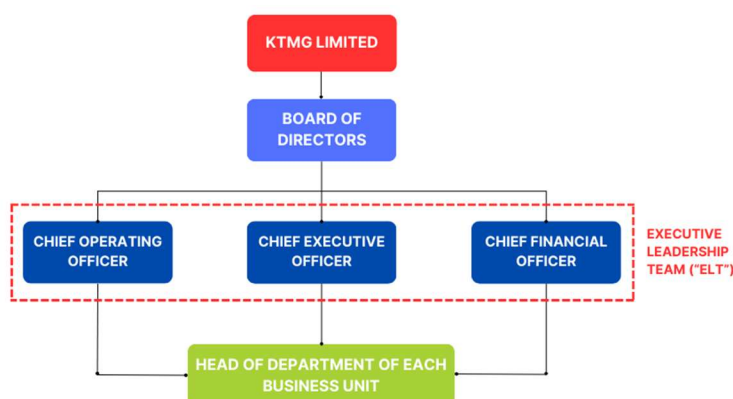 KTMG LIMITED
BOARD OF
DIRECTORS
CHIEF OPERATING
OFFICER
CHIEF EXECUTIVE
OFFICER
CHIEF FINANCIAL
OFFICER
EXECUTIVE
LEADERSHIP
TEAM ("ELT")
HEAD OF DEPARTMENT OF EACH
BUSINESS UNIT